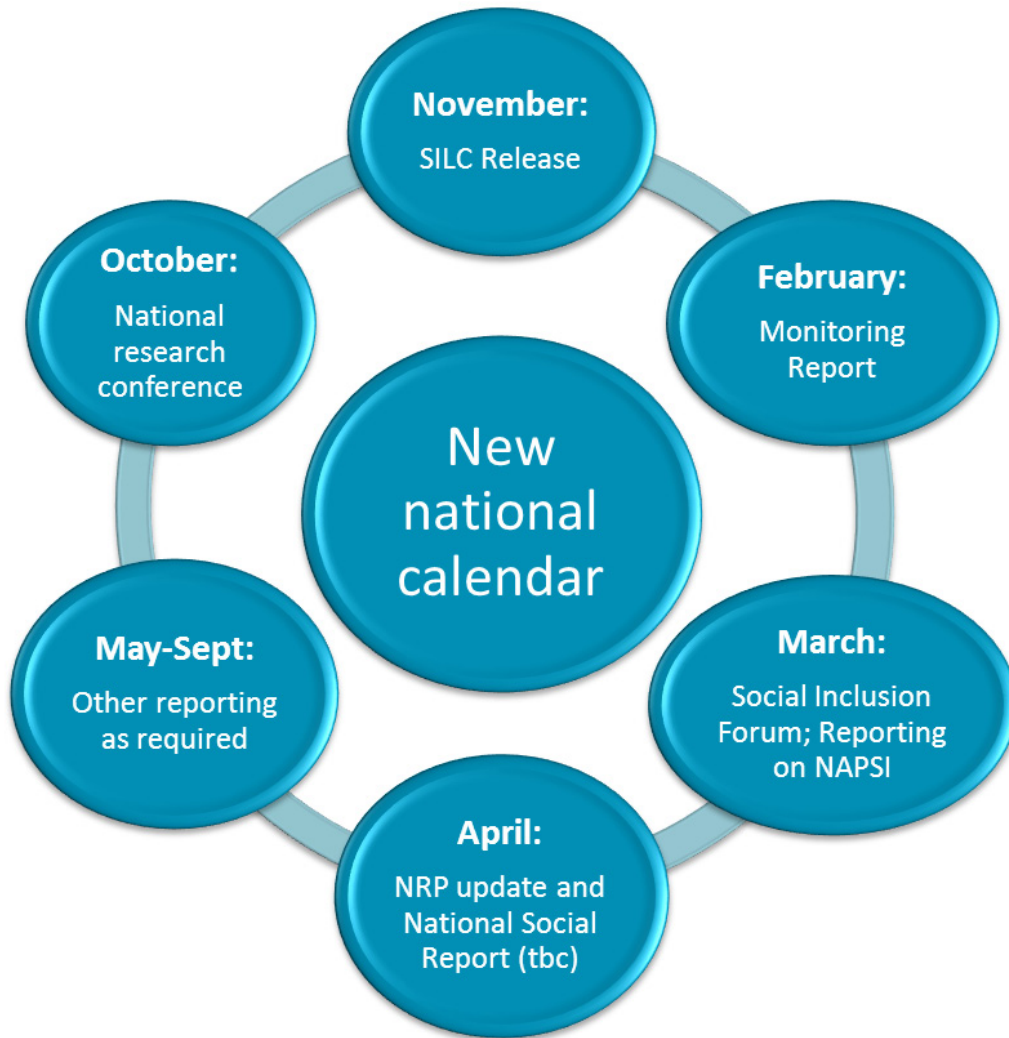 November:
SILC Release
February:
Monitoring
Report
March:
Social Inclusion
Forum; Reporting
on NAPSI
April:
NRP update and
National Social
Report (tbc)
May-Sept:
Other reporting
as required
October:
National
research
conference
New
national
calendar